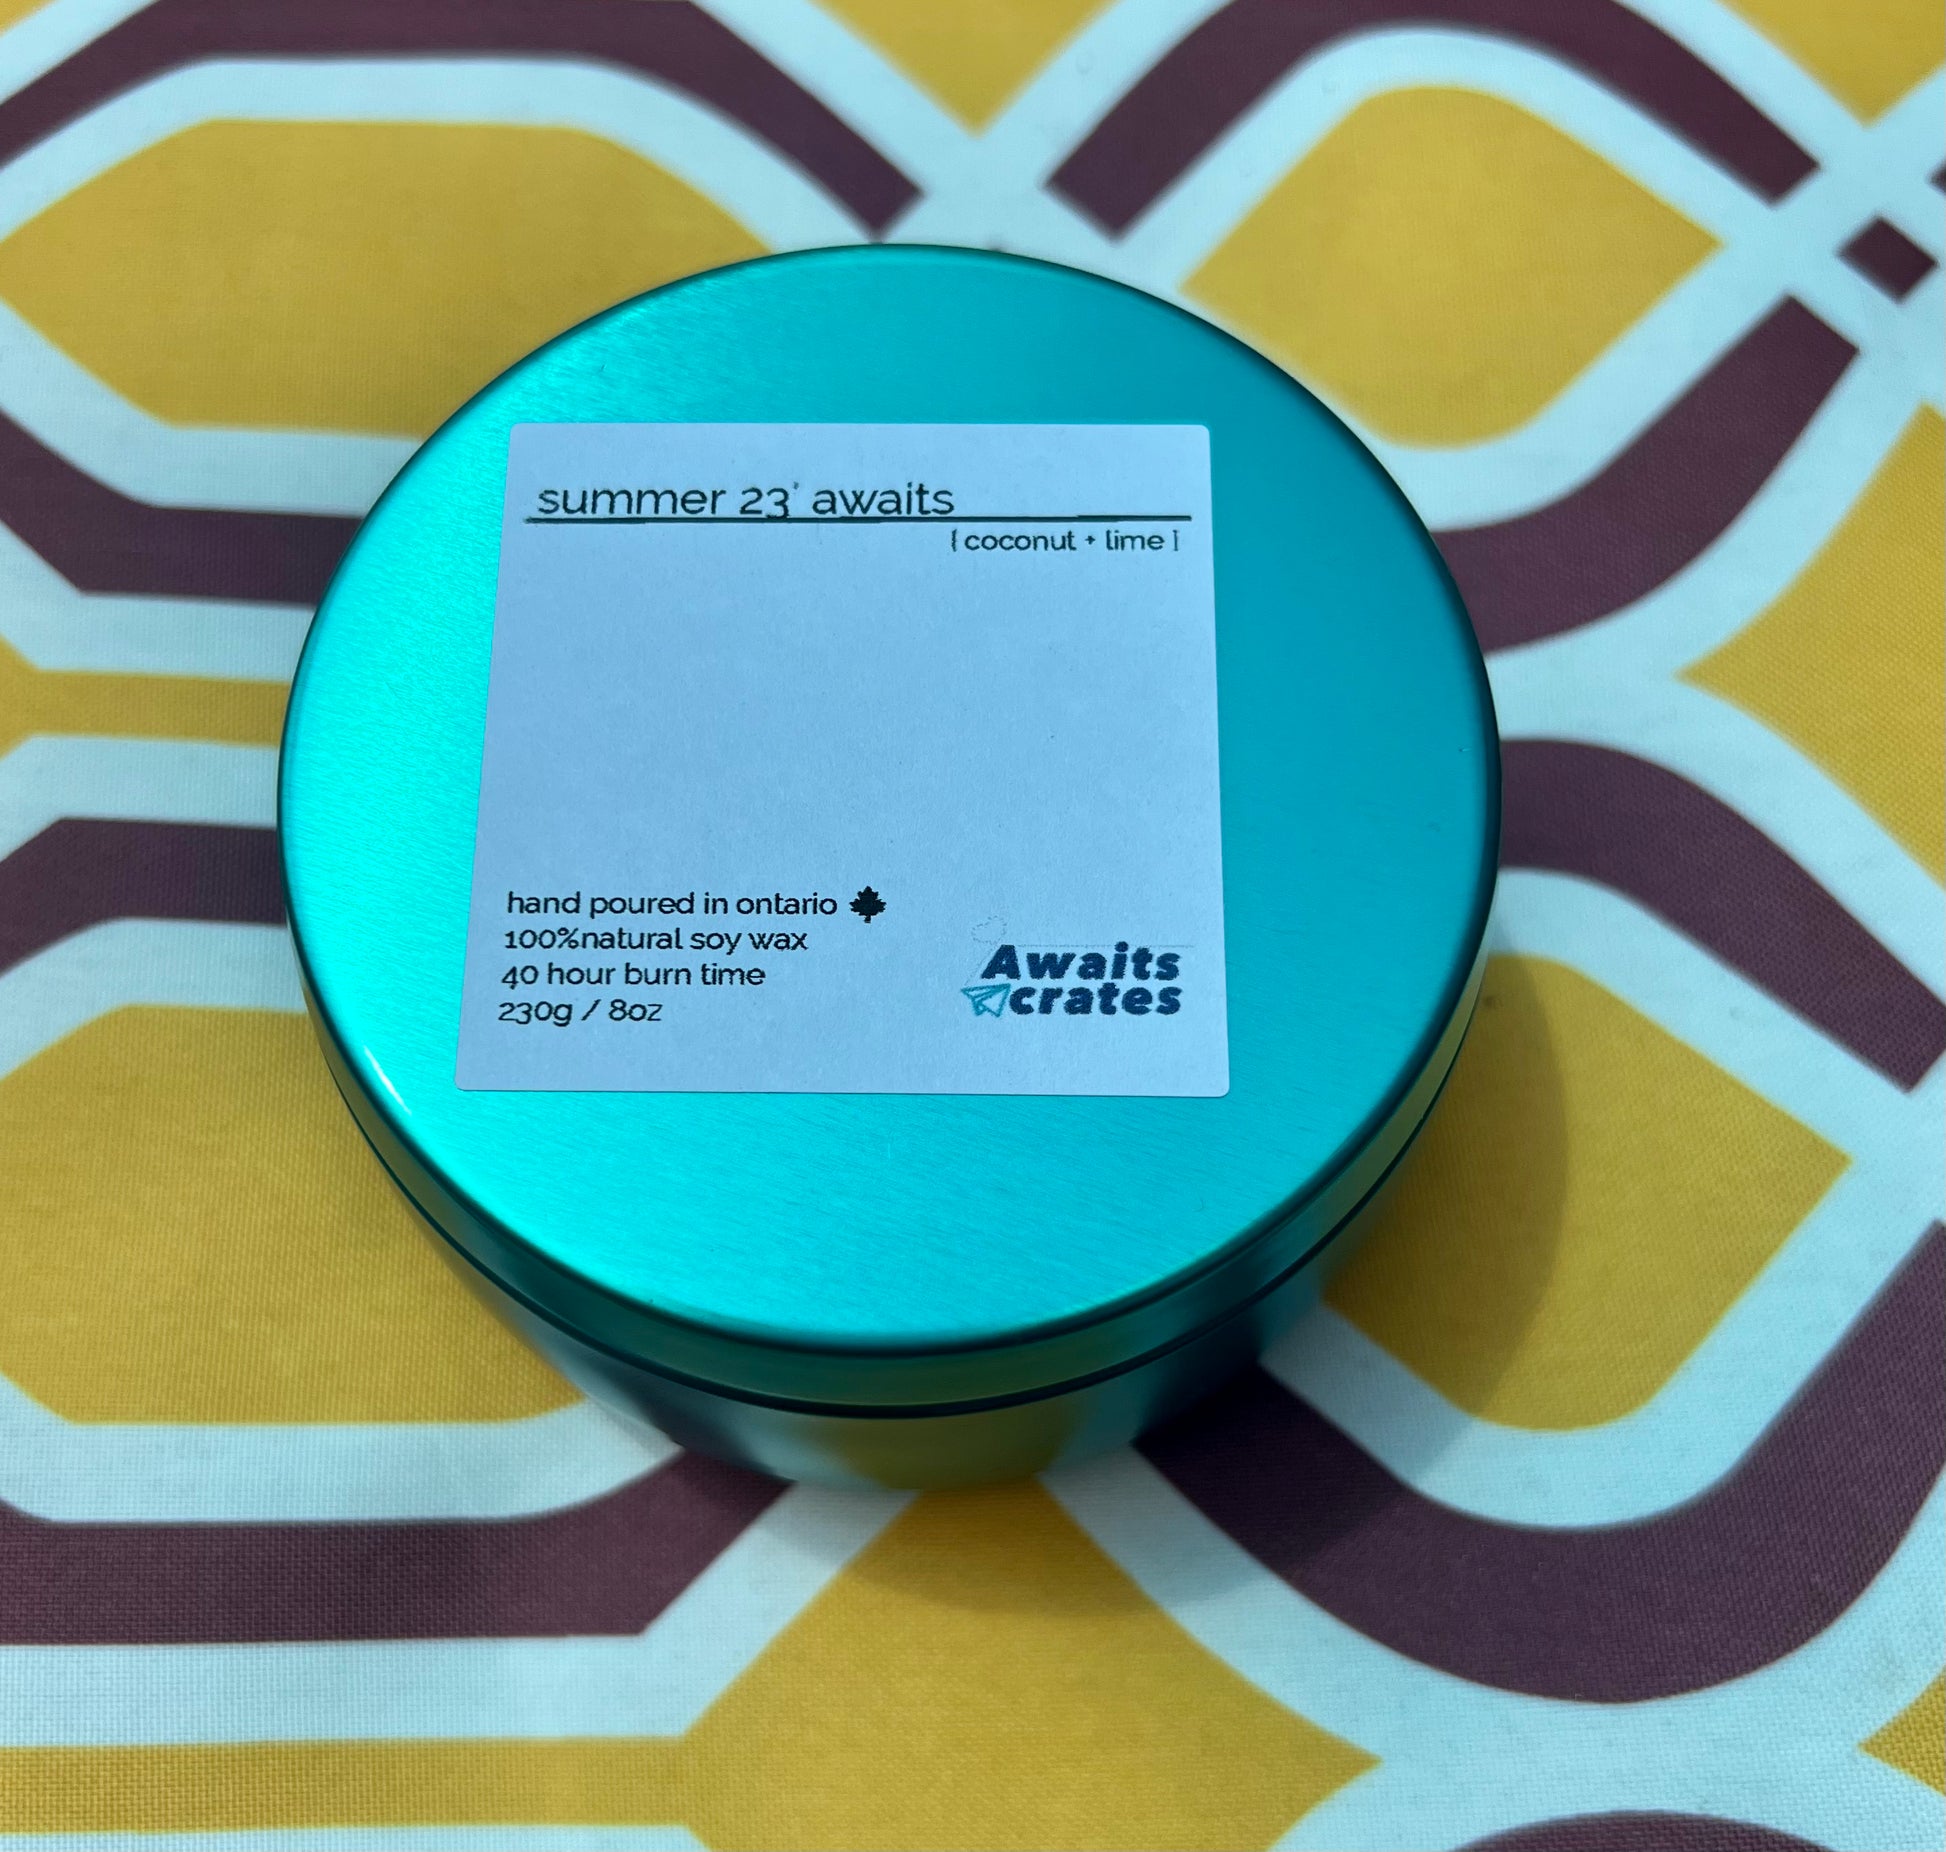 summer 23' awaits
[ coconut + lime ]
hand poured in ontario
100%natural soy wax
40 hour burn time
230g / 8oz
Awaits
crates